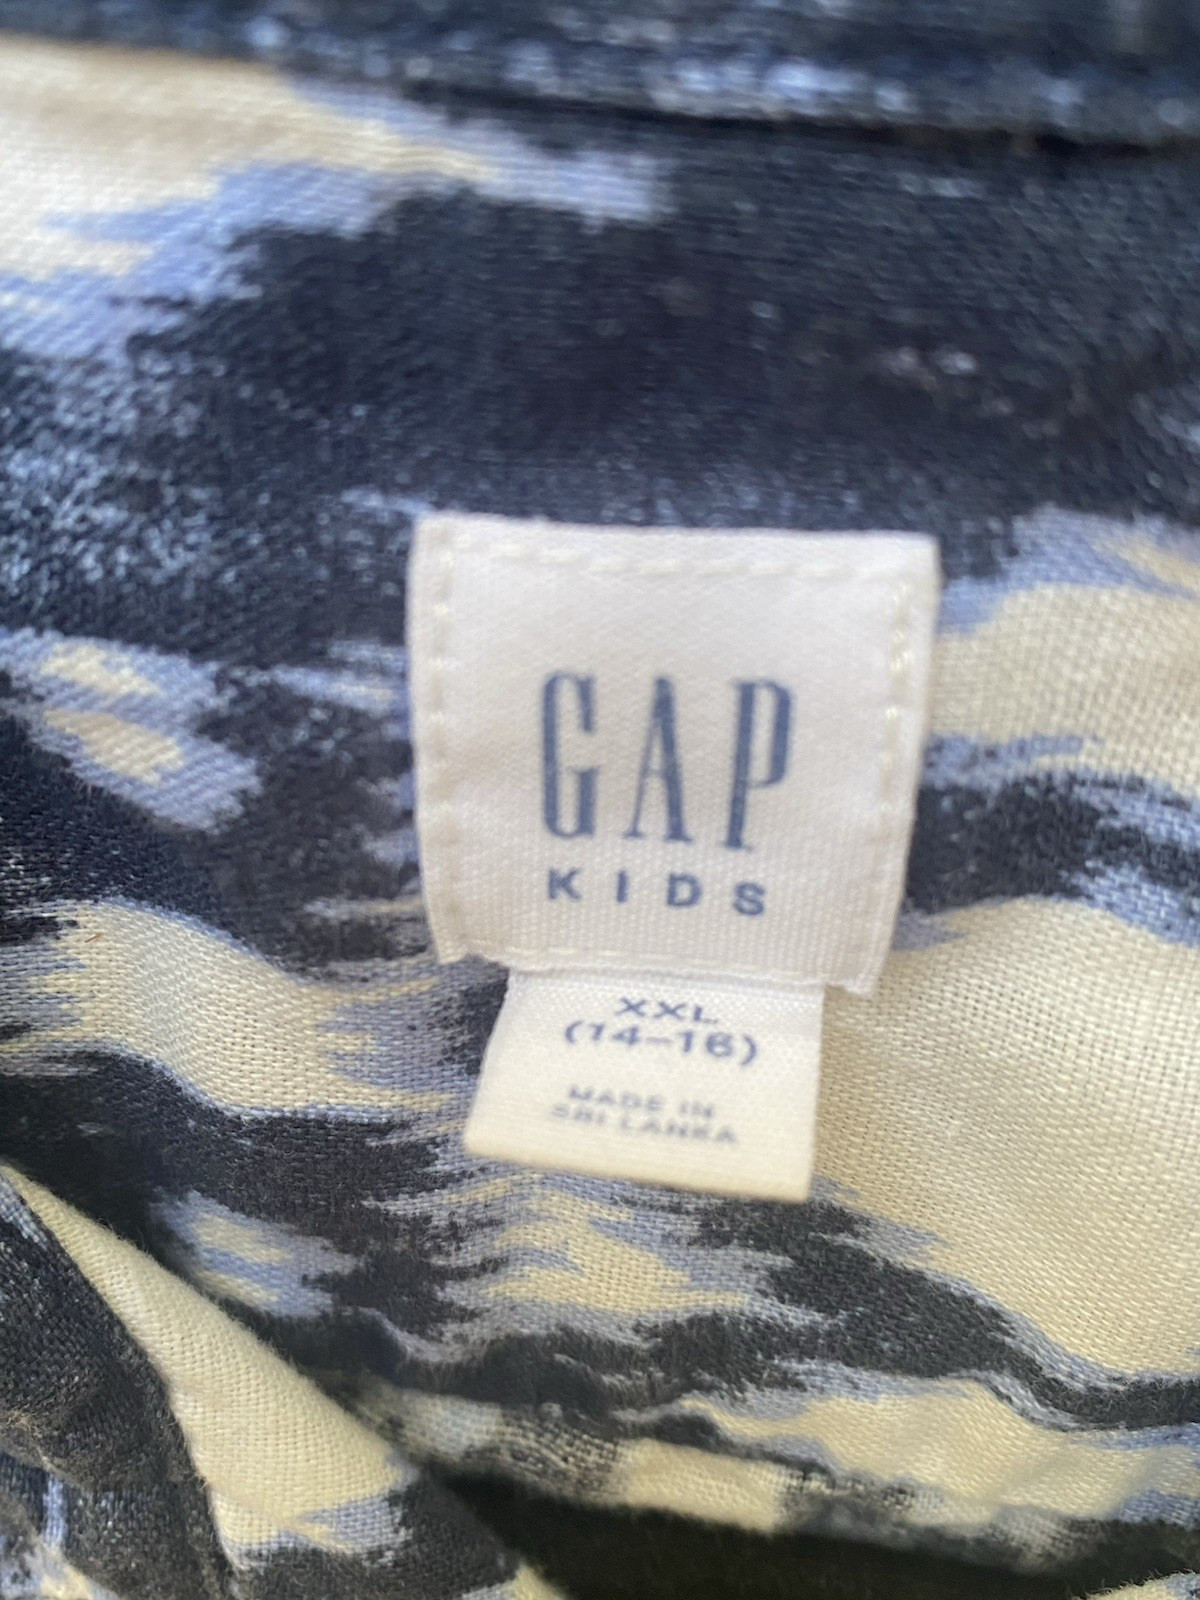 GAP
KIDS
XXL
(14-16)
MADE IN
SRI LANKA